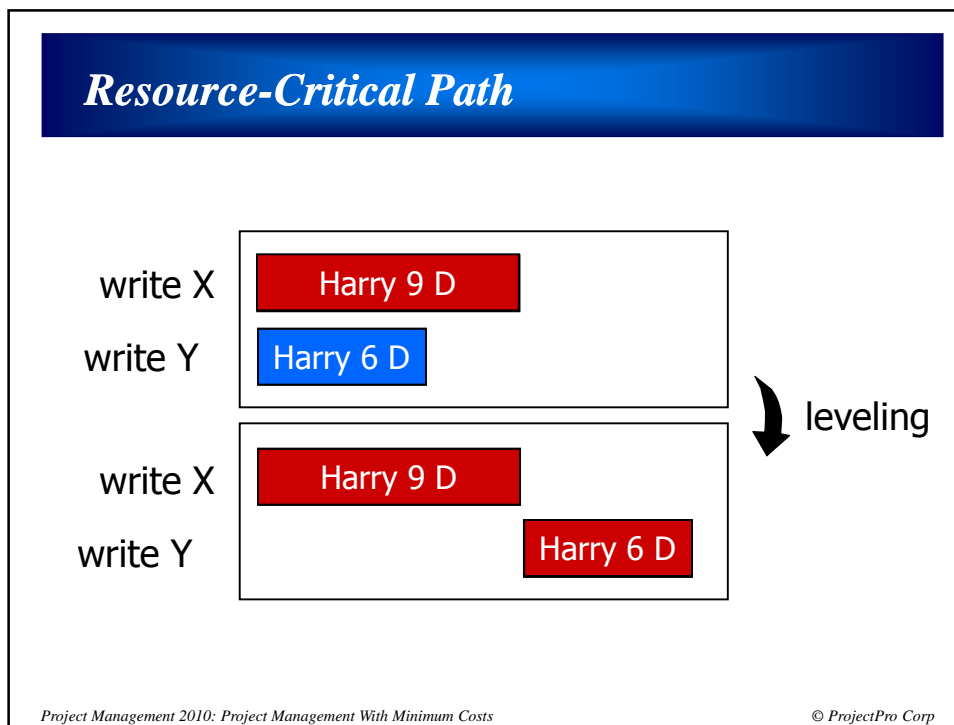 Resource-Critical Path
write X Harry 9 D
write Y Harry 6 D
leveling
write X Harry 9 D
write Y Harry 6 D
Project Management 2010: Project Management With Minimum Costs © ProjectPro Corp